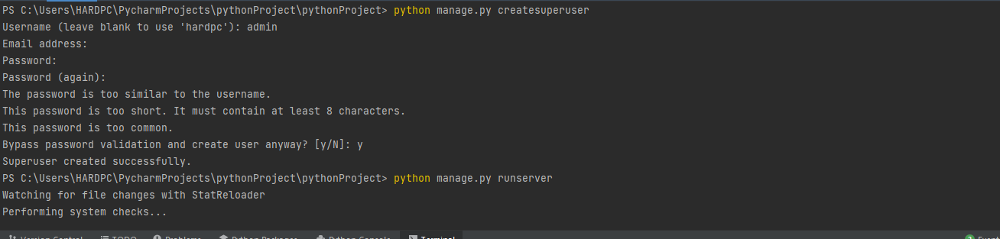 PS C:\Users\HARDPC\PycharmProjects\pythonProject\pythonProject> python manage.py createsuperuser
Username (leave blank to use 'hardpc'): admin
Email address:
Password:
Password (again):
The password is too similar to the username.
This password is too short. It must contain at least 8 characters.
This password is too common.
Bypass password validation and create user anyway? [y/N]: y
Superuser created successfully.
PS C:\Users\HARDPC\PycharmProjects\pythonProject\pythonProject> python manage.py runserver
Watching for file changes with StatReloader
Performing system checks...
Version Control TODO Problems Python Packages Python Console Terminal